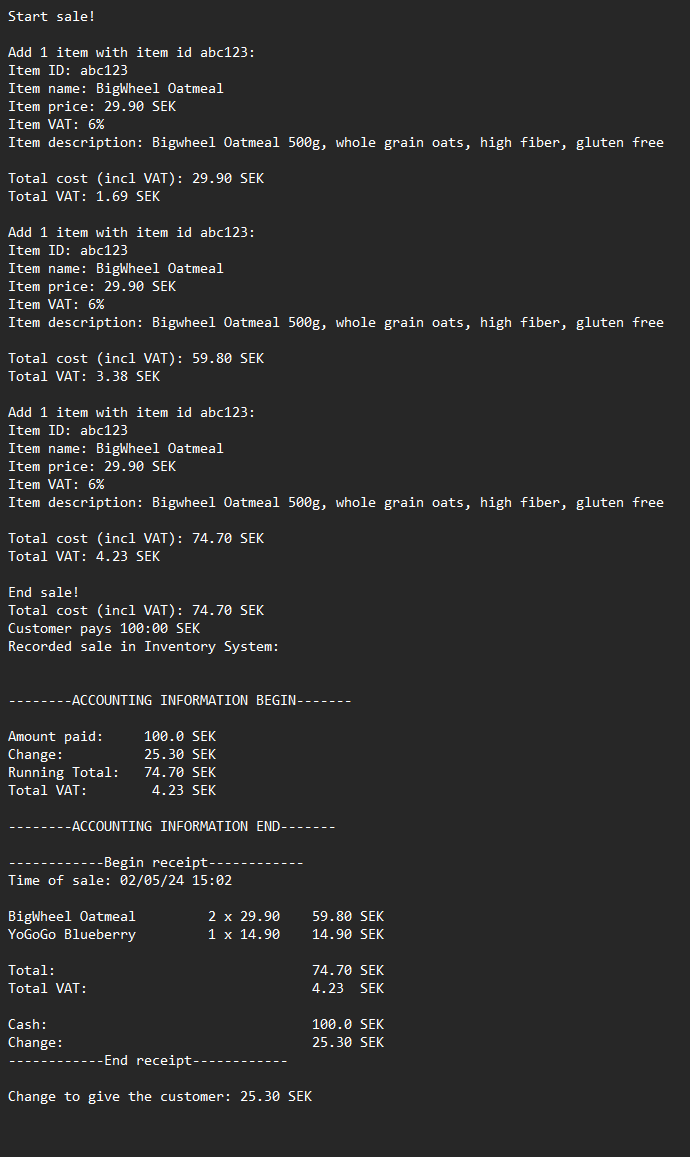 Start sale!
Add 1 item with item id abc123:
Item ID: abc123
Item name: BigWheel Oatmeal
Item price: 29.90 SEK
Item VAT: 6%
Item description: Bigwheel Oatmeal 500g, whole grain oats, high fiber, gluten free
Total cost (incl VAT): 29.90 SEK
Total VAT: 1.69 SEK
Add 1 item with item id abc123:
Item ID: abc123
Item name: BigWheel Oatmeal
Item price: 29.90 SEK
Item VAT: 6%
Item description: Bigwheel Oatmeal 500g, whole grain oats, high fiber, gluten free
Total cost (incl VAT): 59.80 SEK
Total VAT: 3.38 SEK
Add 1 item with item id abc123:
Item ID: abc123
Item name: BigWheel Oatmeal
Item price: 29.90 SEK
Item VAT: 6%
Item description: Bigwheel Oatmeal 500g, whole grain oats, high fiber, gluten free
Total cost (incl VAT): 74.70 SEK
Total VAT: 4.23 SEK
End sale!
Total cost (incl VAT): 74.70 SEK
Customer pays 100:00 SEK
Recorded sale in Inventory System:
--------ACCOUNTING INFORMATION BEGIN-------
Amount paid:     100.0 SEK
Change:          25.30 SEK
Running Total:   74.70 SEK
Total VAT:        4.23 SEK
--------ACCOUNTING INFORMATION END-------
------------Begin receipt------------
Time of sale: 02/05/24 15:02
BigWheel Oatmeal         2 x 29.90    59.80 SEK
YoGoGo Blueberry         1 x 14.90    14.90 SEK
Total:                                74.70 SEK
Total VAT:                            4.23  SEK
Cash:                                 100.0 SEK
Change:                               25.30 SEK
------------End receipt------------
Change to give the customer: 25.30 SEK